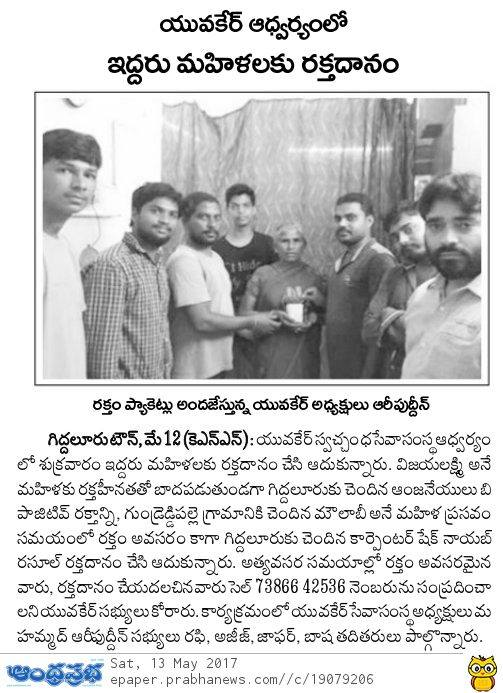 యువకేర్ ఆధ్వర్యంలో
ఇద్దరు మహిళలకు రక్తదానం
రక్తం ప్యాకెట్లు అందజేస్తున్న యువకేర్ అధ్యక్షులు ఆరీపుద్దీన్
గిద్దలూరుటౌన్, మే 12 (కెఎన్ఎన్): యువకేర్ స్వచ్ఛంధ సేవాసంస్థ ఆధ్వర్యం
లో శుక్రవారం ఇద్దరు మహిళలకు రక్తదానం చేసి ఆదుకున్నారు. విజయలక్ష్మి అనే
మహిళకు రక్తహీనతతో బాదపడుతుండగా గిద్దలూరుకు చెందిన ఆంజనేయులు బి
పాజిటివ్ రక్తాన్ని, గుండ్రెడ్డిపల్లె గ్రామానికి చెందిన మౌలాబీ అనే మహిళ ప్రసవం
సమయంలో రక్తం అవసరం కాగా గిద్దలూరుకు చెందిన కార్పెంటర్ షేక్ నాయబ్
రసూల్ రక్తదానం చేసి ఆదుకున్నారు. అత్యవసర సమయాల్లో రక్తం అవసరమైన
వారు, రక్తదానం చేయదలచినవారు సెల్ 73866 42536 నెంబరును సంప్రదించా
లని యువకేర్ సభ్యులు కోరారు. కార్యక్రమంలో యువకేర్ సేవాసంస్థ అధ్యక్షులు మ
హమ్మద్ ఆరీపుద్దీన్ సభ్యులు రఫి, అజీజ్, జాఫర్, బాష తదితరులు పాల్గొన్నారు.
ఆంధ్రప్రభ Sat, 13 May 2017
epaper.prabhanews.com//c/19079206